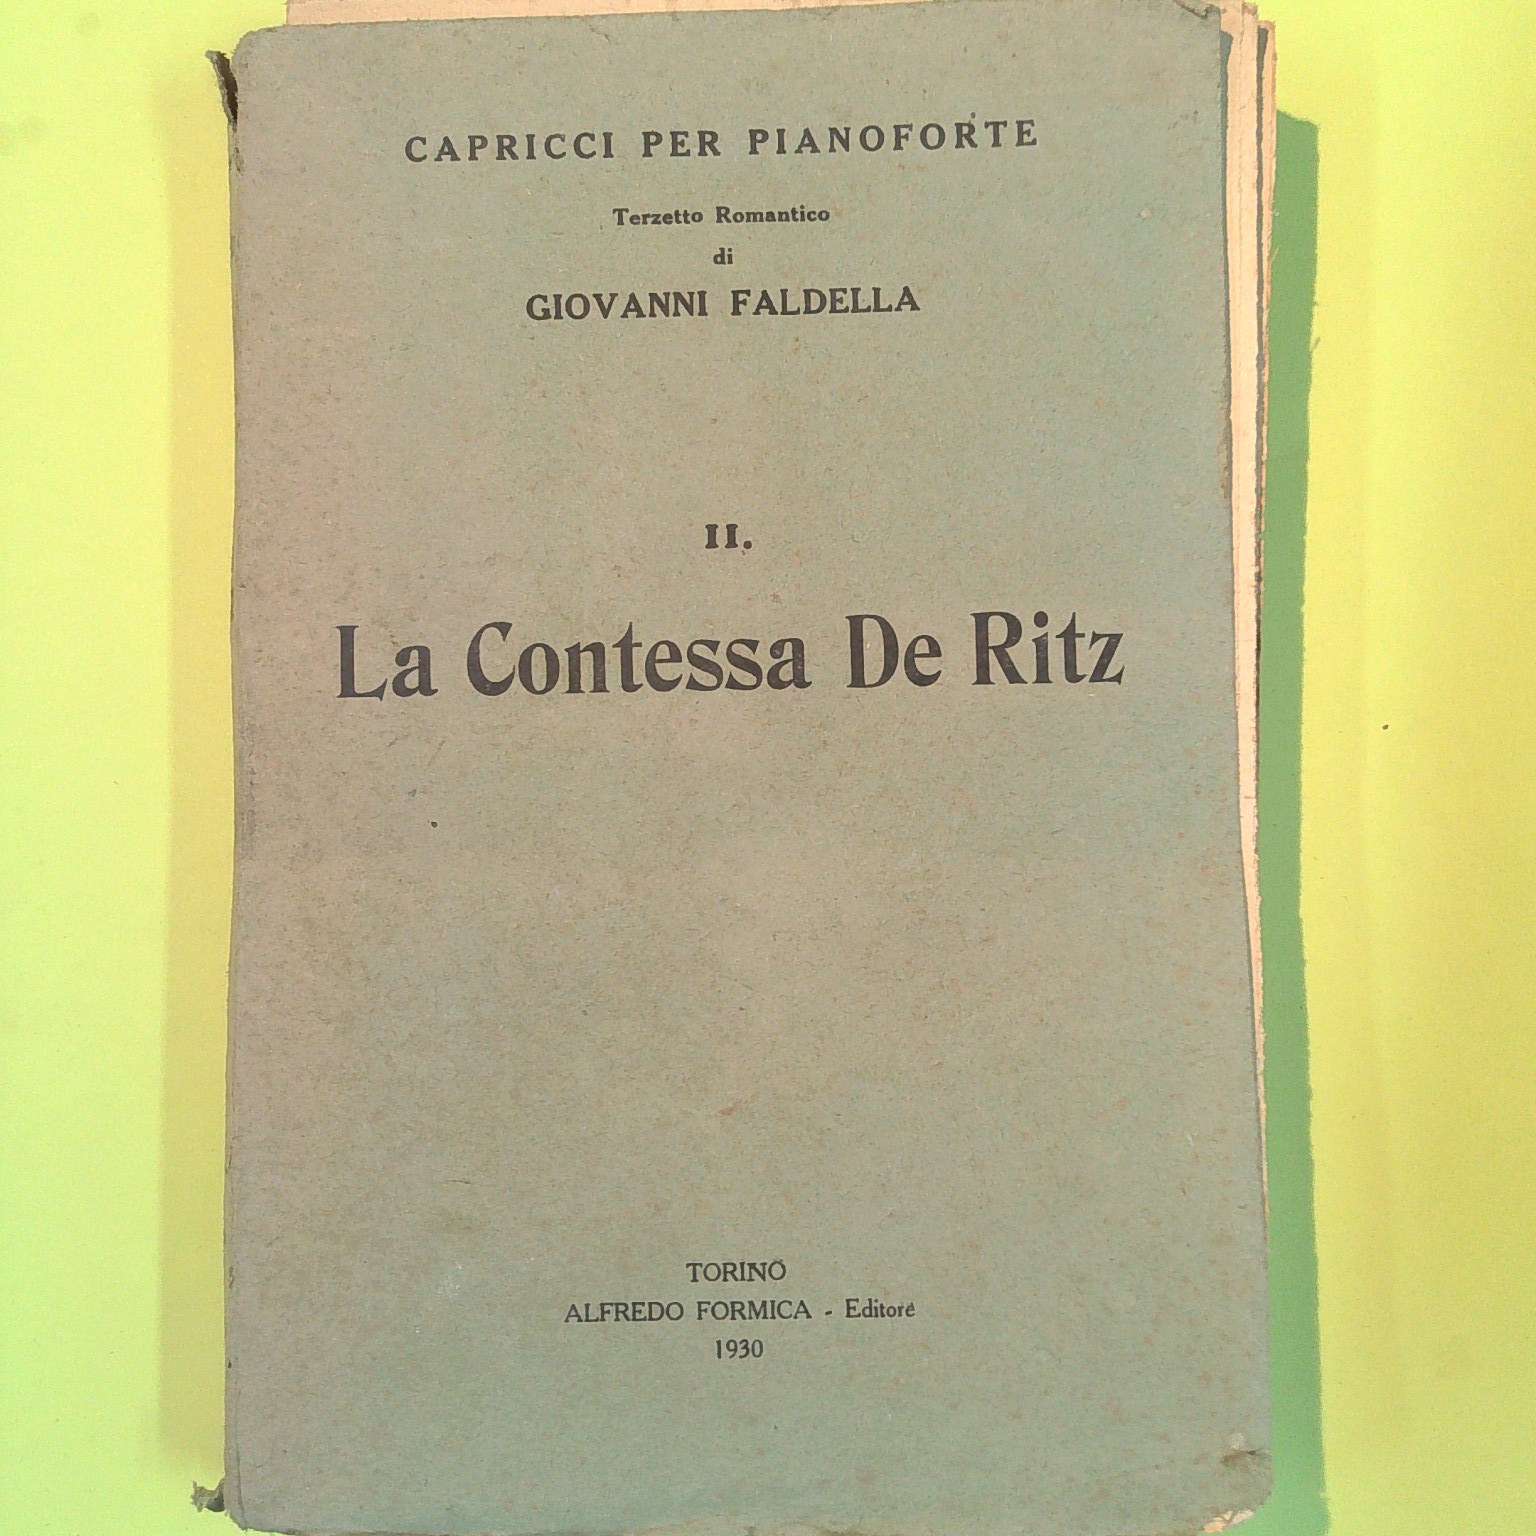 CAPRICCI PER PIANOFORTE
Terzetto Romantico
di
GIOVANNI FALDELLA
II.
La Contessa De Ritz
TORINO
ALFREDO FORMICA - Editore
1930